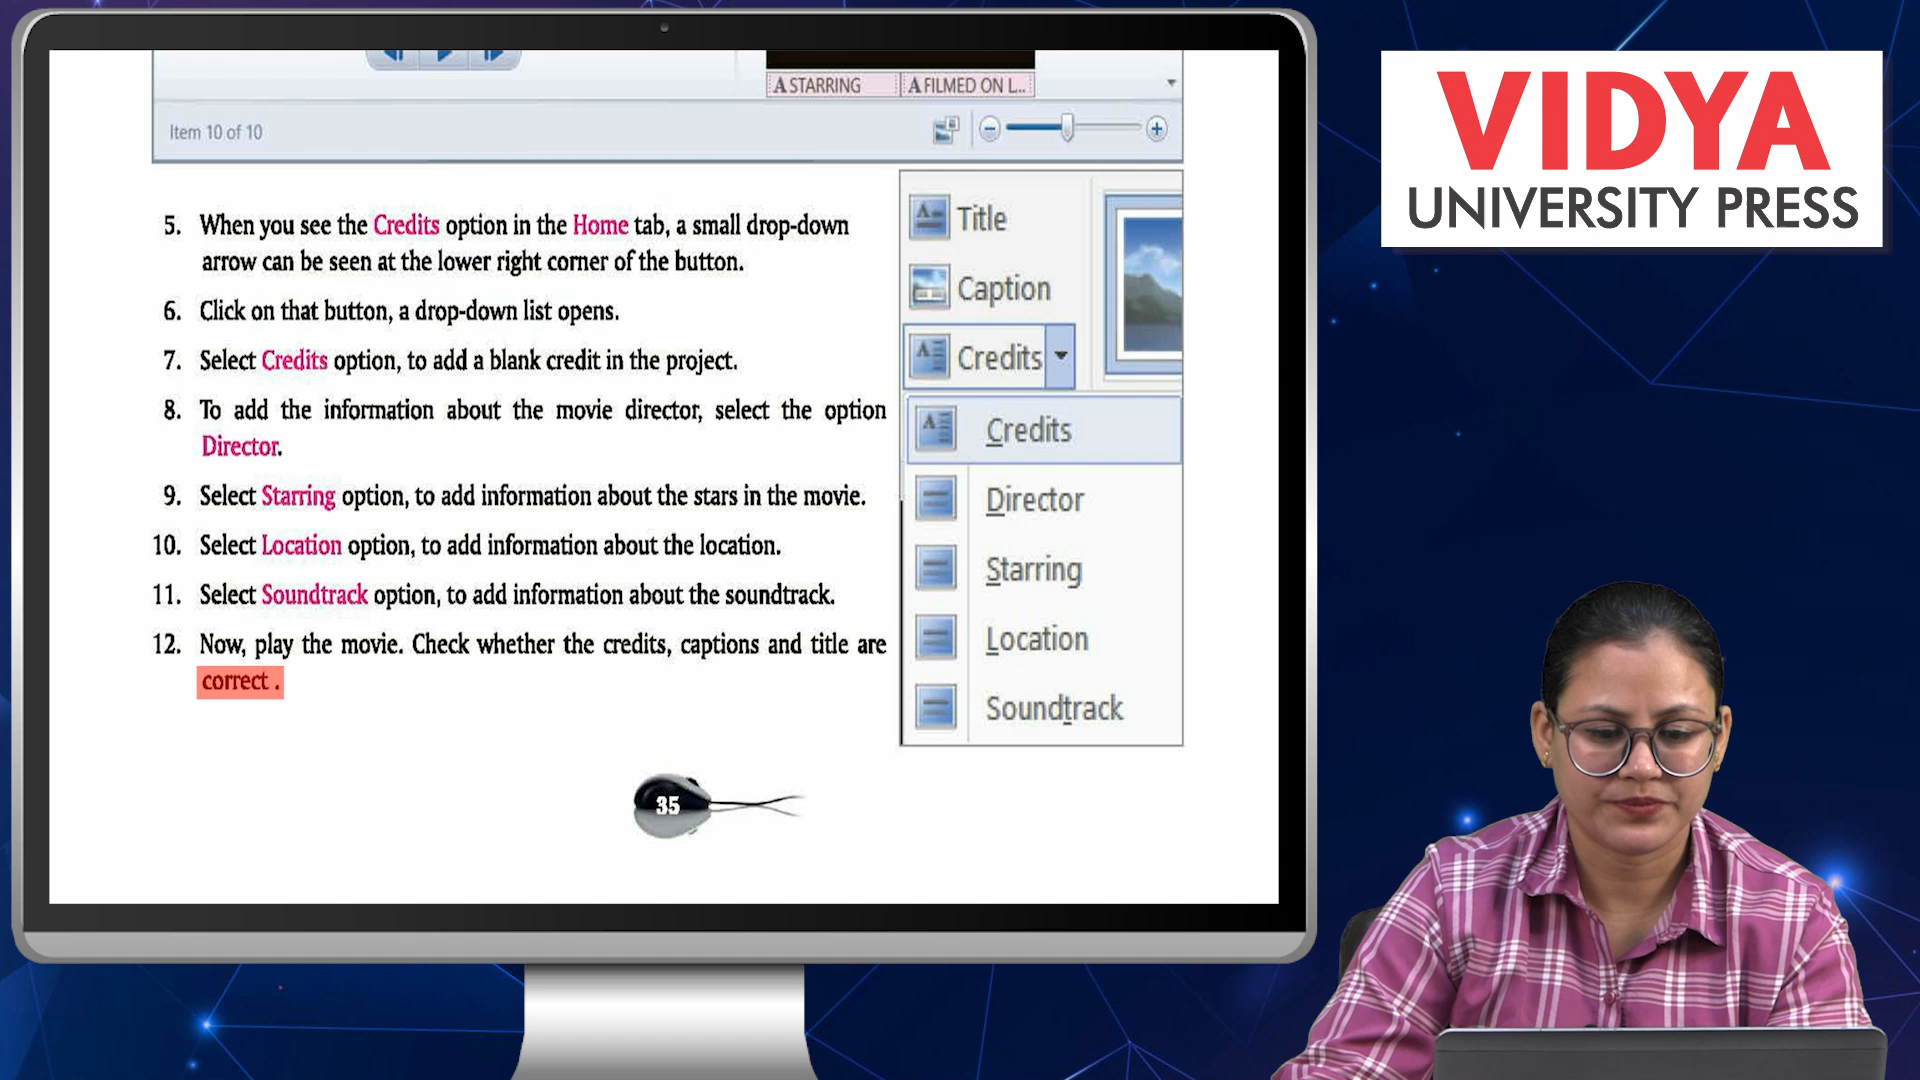 A STARRING
A FILMED ON L...
Item 10 of 10
5. When you see the Credits option in the Home tab, a small drop-down
arrow can be seen at the lower right corner of the button.
6. Click on that button, a drop-down list opens.
7. Select Credits option, to add a blank credit in the project.
8. To add the information about the movie director, select the option
Director.
9. Select Starring option, to add information about the stars in the movie.
10. Select Location option, to add information about the location.
11. Select Soundtrack option, to add information about the soundtrack.
12. Now, play the movie. Check whether the credits, captions and title are
correct .
Title
Caption
Credits
Credits
Director
Starring
Location
Soundtrack
35
VIDYA
UNIVERSITY PRESS